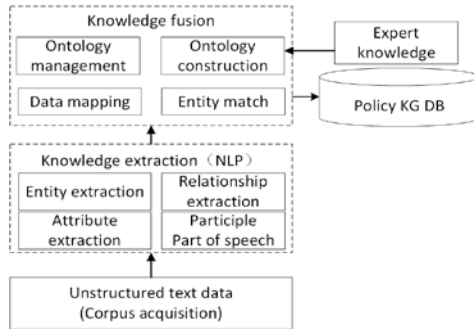 Knowledge fusion
Ontology
management
Ontology
construction
Data mapping
Entity match
Expert
knowledge
Policy KG DB
Knowledge extraction（NLP）
Entity extraction
Relationship
extraction
Attribute
extraction
Participle
Part of speech
Unstructured text data
(Corpus acquisition)